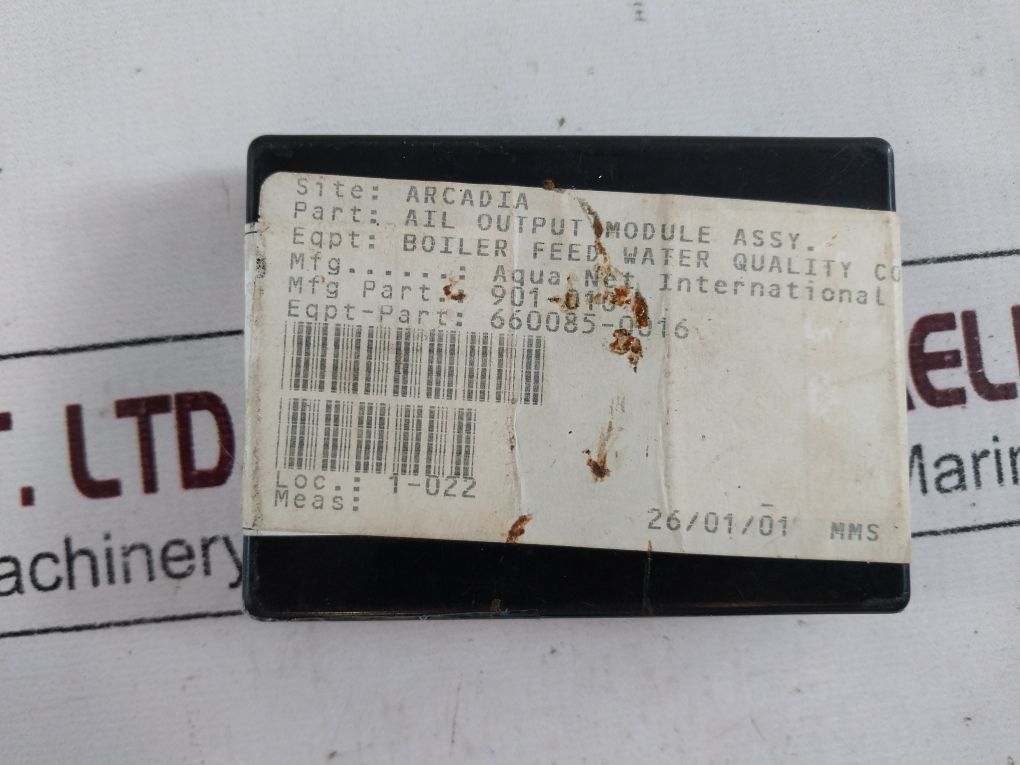 Site: ARCADIA
Part: AIL OUTPUT MODULE ASSY.
Eqpt: BOILER FEED WATER QUALITY CO
Mfg......: Aqua Net International
Mfg Part.:
Eqpt-Part: 660085-0016
Loc.: 1-022
Meas:
26/01/01 MMS
T. LTD
achinery
AELI
Marin